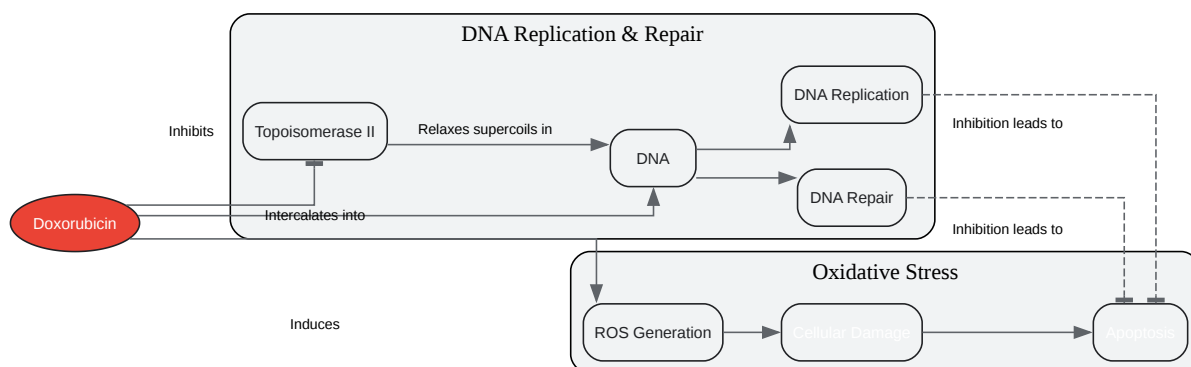 DNA Replication & Repair
DNA Replication
Inhibits
Topoisomerase II
Relaxes supercoils in
Inhibition leads to
DNA
DNA Repair
Doxorubicin
Intercalates into
Inhibition leads to
Oxidative Stress
Induces
ROS Generation
Cellular Damage
Apoptosis